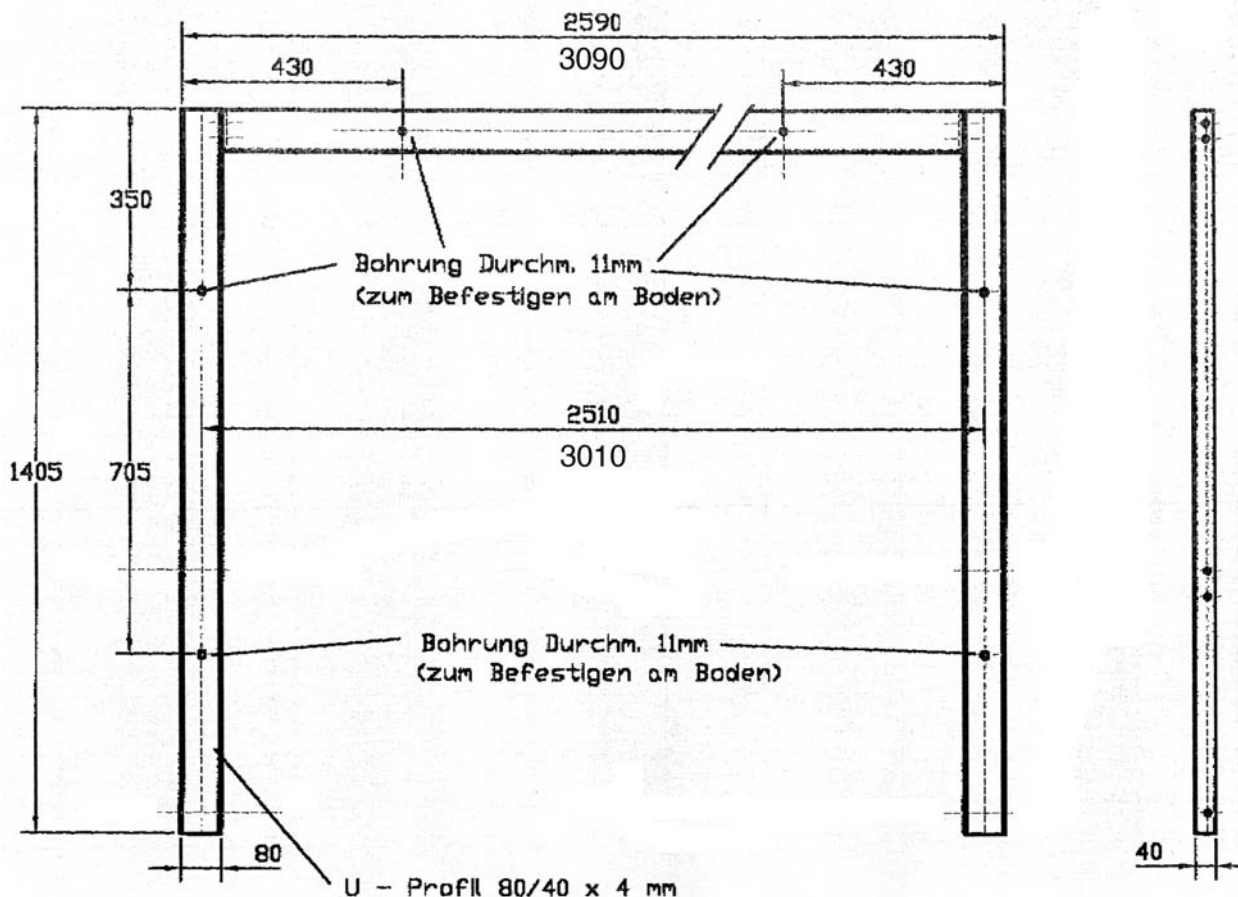 2590
3090
430
430
350
Bohrung Durchm. 11mm
(zum Befestigen am Boden)
2510
3010
1405
705
Bohrung Durchm. 11mm
(zum Befestigen am Boden)
80
40
U - Profil 80/40 x 4 mm